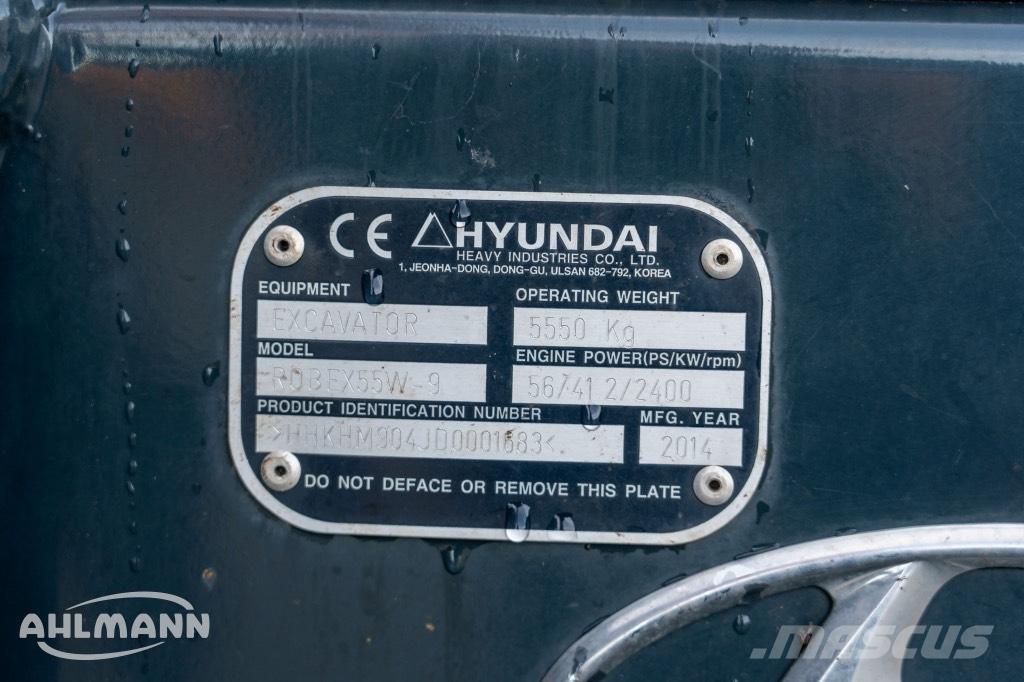 CE HYUNDAI
HEAVY INDUSTRIES CO., LTD.
1, JEONHA-DONG, DONG-GU, ULSAN 682-792, KOREA
EQUIPMENT OPERATING WEIGHT
EXCAVATOR 5550 Kg
MODEL ENGINE POWER(PS/KW/rpm)
ROBEX55W-9 56/41.2/2400
PRODUCT IDENTIFICATION NUMBER MFG. YEAR
>HHKHM904JD0001683< 2014
DO NOT DEFACE OR REMOVE THIS PLATE
AHLMANN
MASCUS